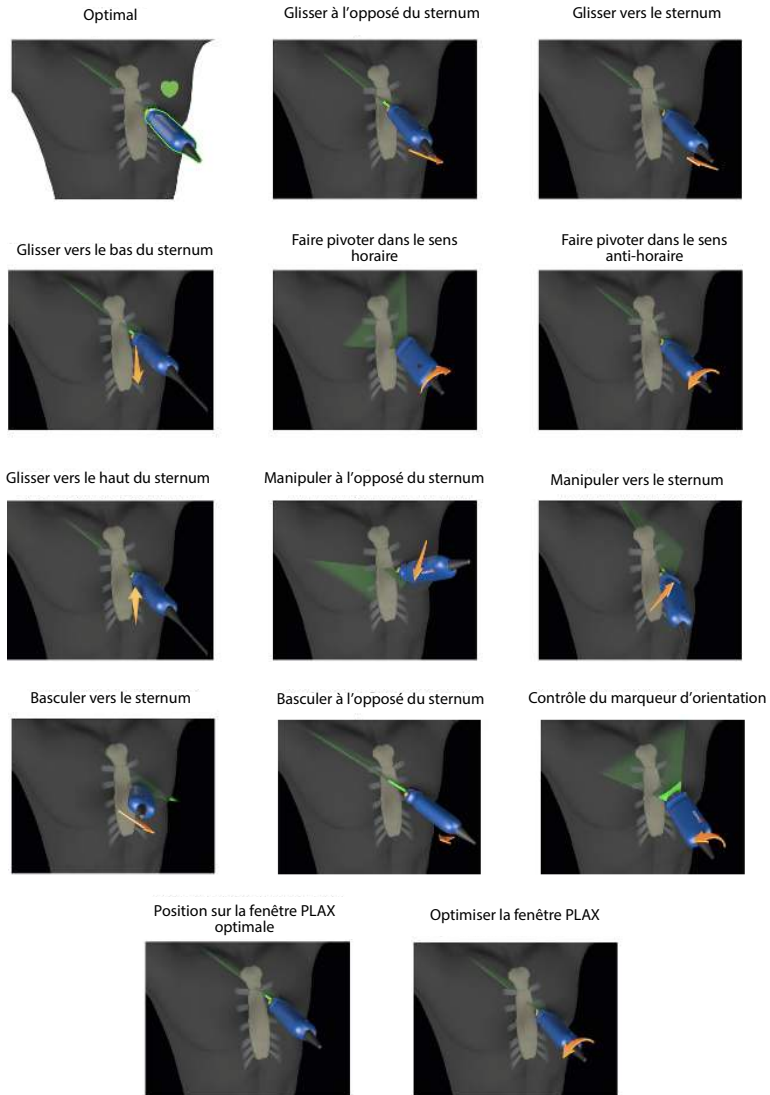 Optimal
Glisser à l’opposé du sternum
Glisser vers le sternum
Glisser vers le bas du sternum
Faire pivoter dans le sens
horaire
Faire pivoter dans le sens
anti-horaire
Glisser vers le haut du sternum
Manipuler à l’opposé du sternum
Manipuler vers le sternum
Basculer vers le sternum
Basculer à l’opposé du sternum
Contrôle du marqueur d’orientation
Position sur la fenêtre PLAX
optimale
Optimiser la fenêtre PLAX